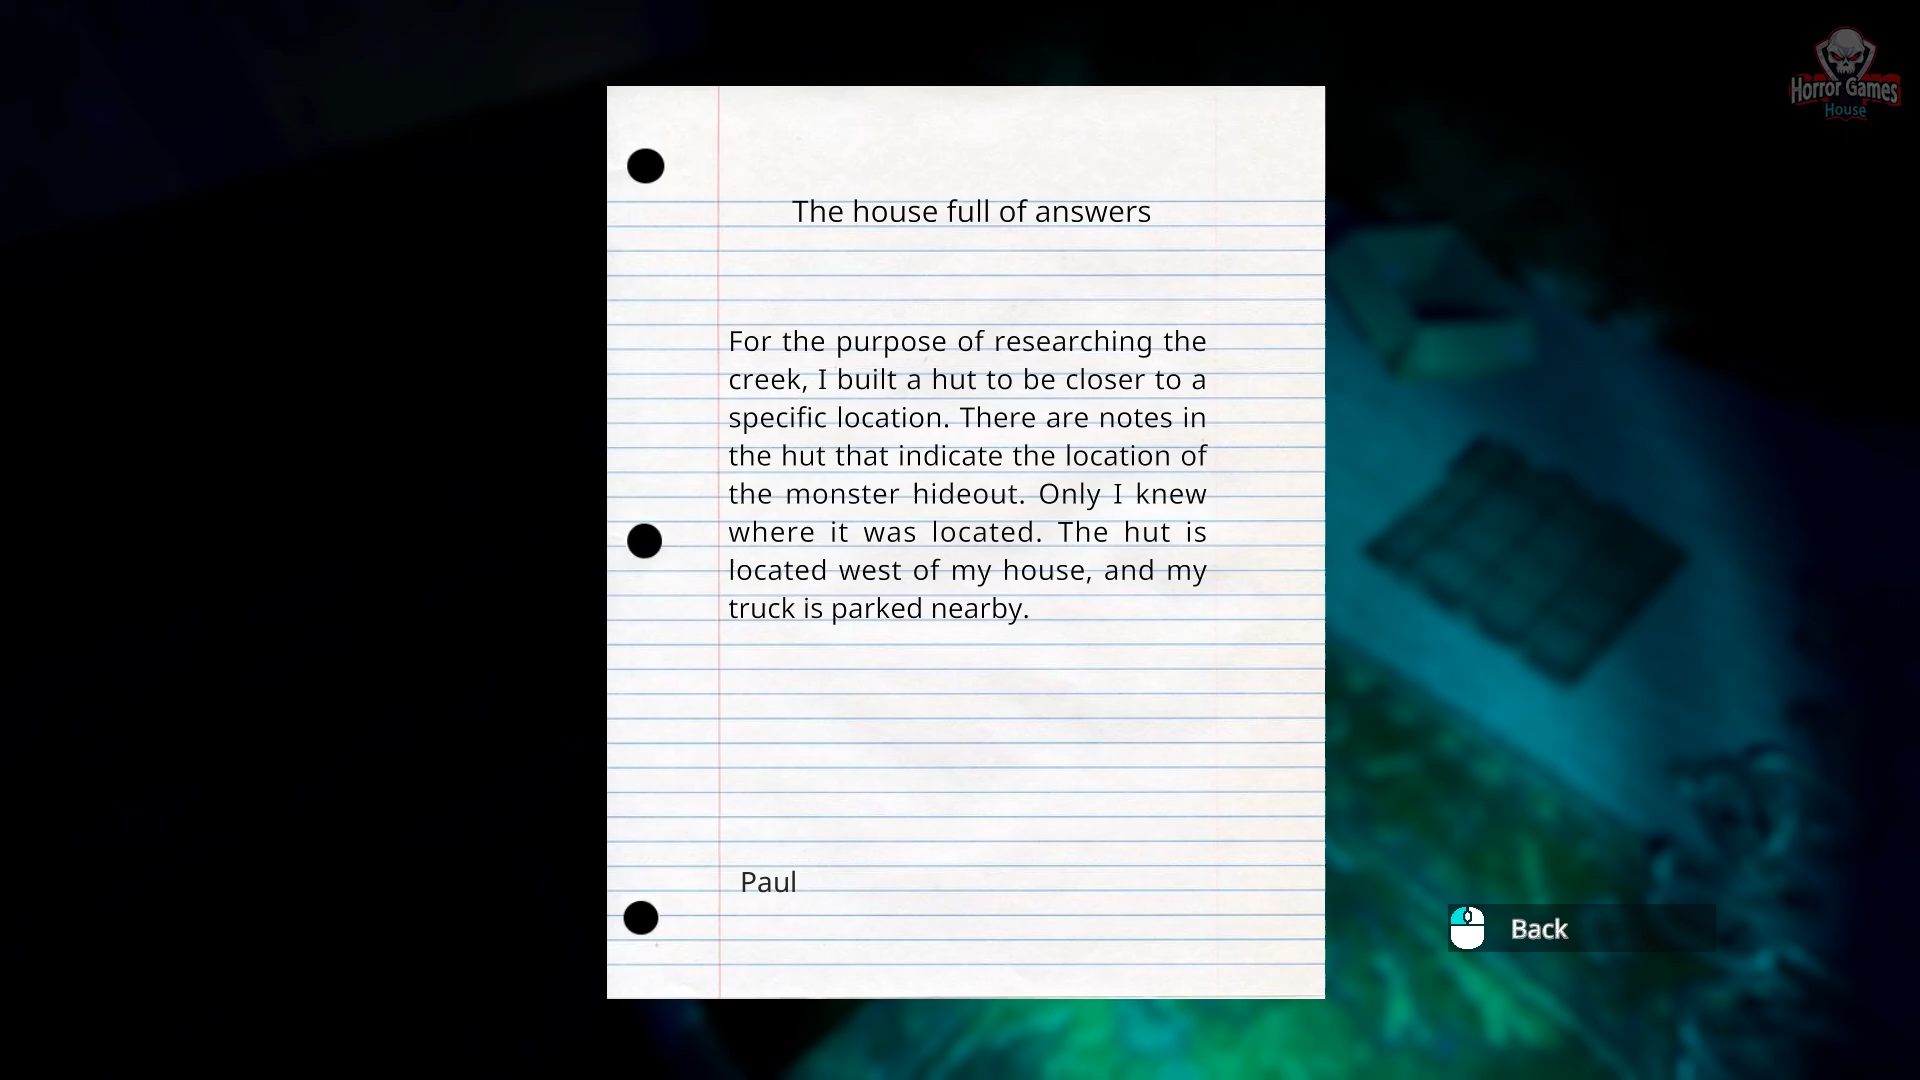 Horror Games
House
The house full of answers
For the purpose of researching the
creek, I built a hut to be closer to a
specific location. There are notes in
the hut that indicate the location of
the monster hideout. Only I knew
where it was located. The hut is
located west of my house, and my
truck is parked nearby.
Paul
Back